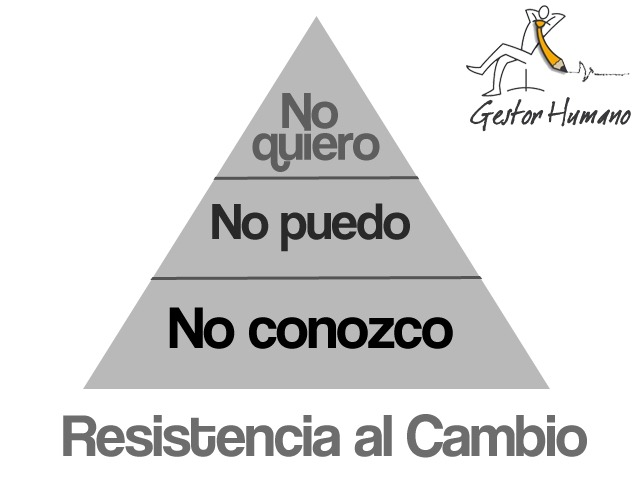 No
quiero
No puedo
No conozco
Resistencia al Cambio
Gestor Humano